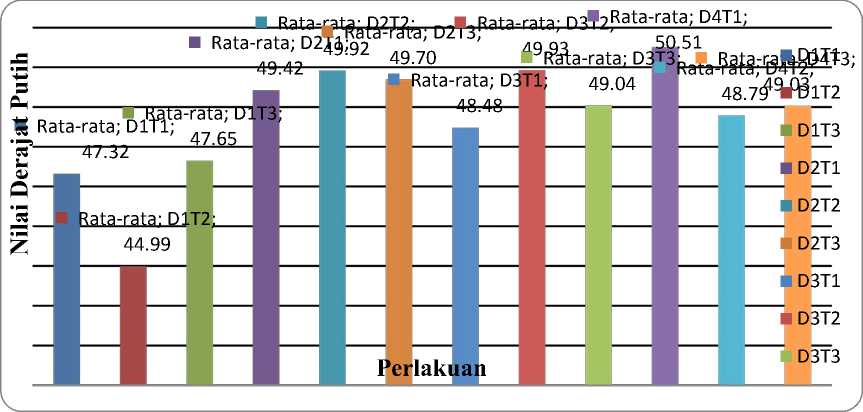 Nilai Derajat Putih
Rata-rata; D1T1;
47.32
Rata-rata; D1T2;
44.99
Rata-rata; D1T3;
47.65
Rata-rata; D2T1;
49.42
Rata-rata; D2T2;
49.92
Rata-rata; D2T3;
49.70
Rata-rata; D3T1;
48.48
Rata-rata; D3T2;
49.93
Rata-rata; D3T3;
49.04
Rata-rata; D4T1;
50.51
Rata-rata; D4T2;
48.79
Rata-rata; D4T3;
49.03
Perlakuan
D1T1
D1T2
D1T3
D2T1
D2T2
D2T3
D3T1
D3T2
D3T3